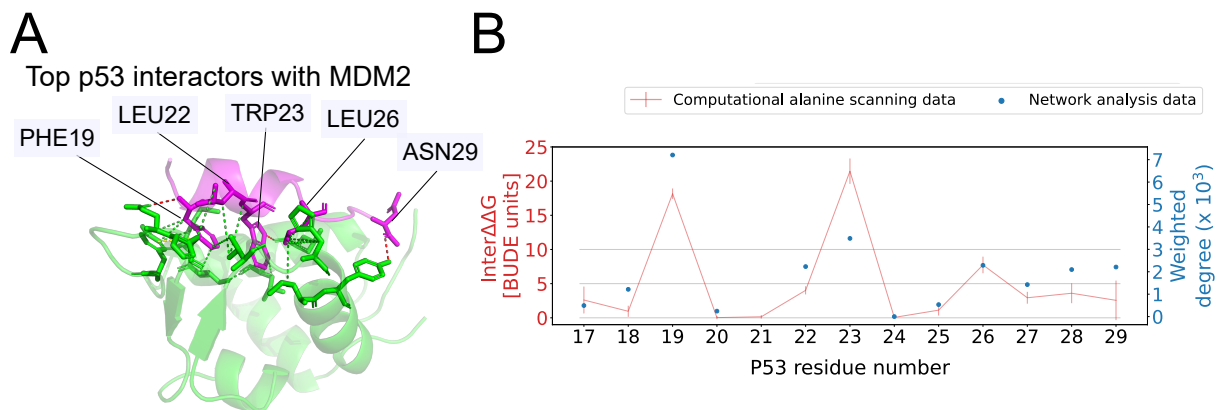 A
Top p53 interactors with MDM2
PHE19
LEU22
TRP23
LEU26
ASN29
B
Computational alanine scanning data
Network analysis data
InterΔΔG
[BUDE units]
25
20
15
10
5
0
7
6
5
4
3
2
1
0
Weighted
degree (x 10³)
17 18 19 20 21 22 23 24 25 26 27 28 29
P53 residue number